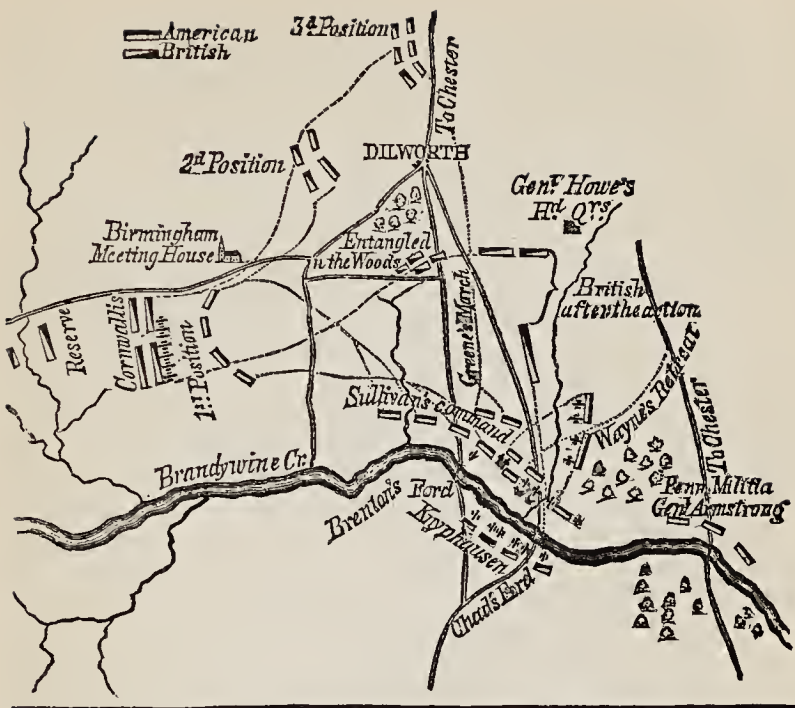 American
British
3d. Position
To Chester
2d. Position
DILWORTH
Genl. Howe's
Hd. Qrs.
Birmingham
Meeting House
Entangled
in the Woods
British
after the action
Reserve
Cornwallis
1st. Position
Greene's March
Sullivan's command
Wayne's Retreat
To Chester
Brandywine Cr.
Brenton's
Ford
Knyphausen
Penn. Militia
Genl. Armstrong
Chad's Ford